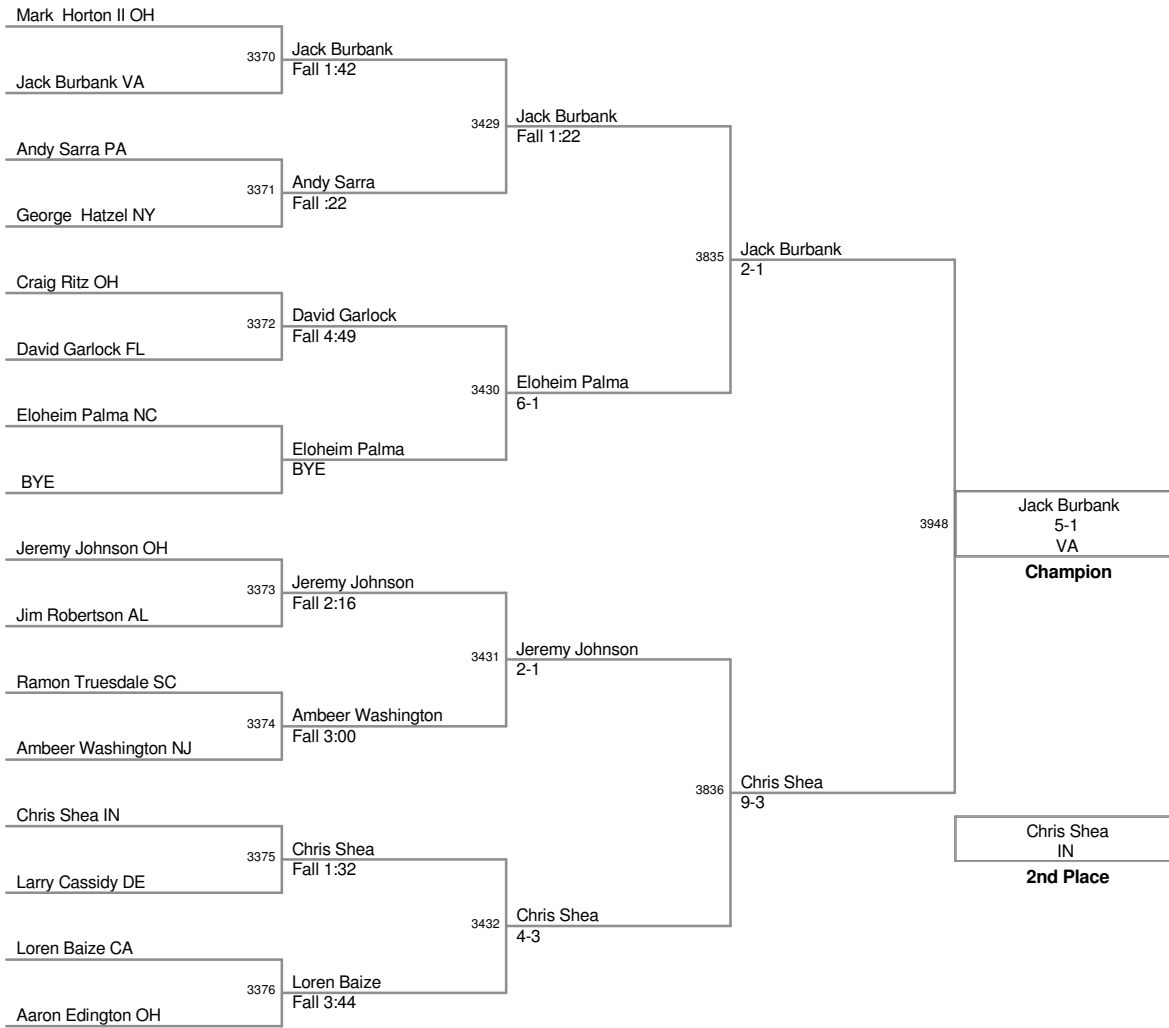 Mark  Horton II OH
3370
Jack Burbank
Fall 1:42
Jack Burbank VA
3429
Jack Burbank
Fall 1:22
Andy Sarra PA
3371
Andy Sarra
Fall :22
George  Hatzel NY
3835
Jack Burbank
2-1
Craig Ritz OH
3372
David Garlock
Fall 4:49
David Garlock FL
3430
Eloheim Palma
6-1
Eloheim Palma NC
Eloheim Palma
BYE
BYE
3948
Jack Burbank
5-1
VA
Champion
Jeremy Johnson OH
3373
Jeremy Johnson
Fall 2:16
Jim Robertson AL
3431
Jeremy Johnson
2-1
Ramon Truesdale SC
3374
Ambeer Washington
Fall 3:00
Ambeer Washington NJ
3836
Chris Shea
9-3
Chris Shea IN
3375
Chris Shea
Fall 1:32
Larry Cassidy DE
Chris Shea
IN
2nd Place
3432
Chris Shea
4-3
Loren Baize CA
3376
Loren Baize
Fall 3:44
Aaron Edington OH